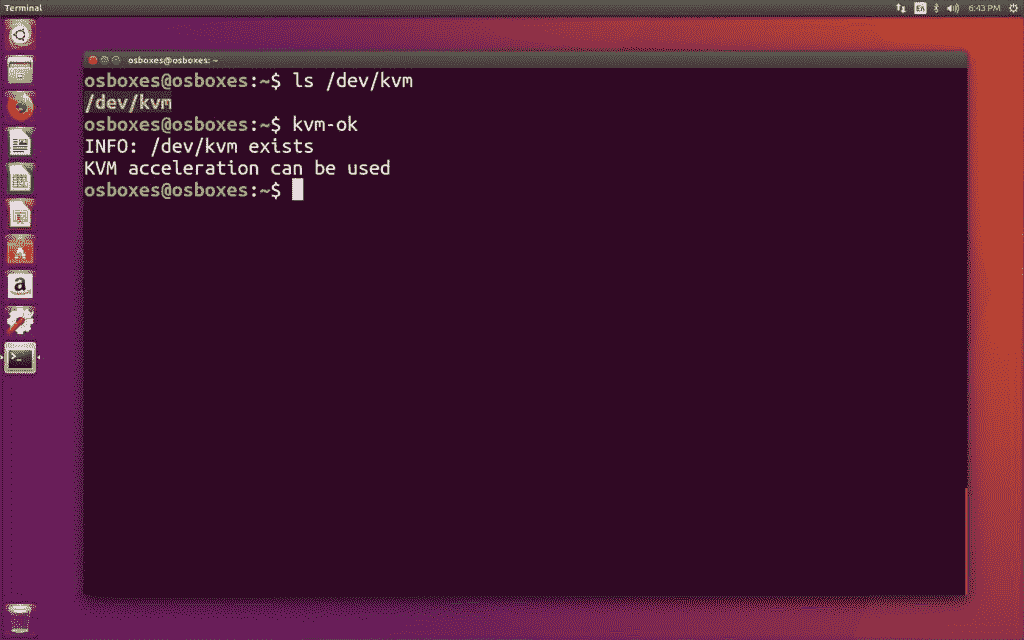 Terminal
En
6:43 PM
osboxes@osboxes: ~
osboxes@osboxes:~$ ls /dev/kvm
/dev/kvm
osboxes@osboxes:~$ kvm-ok
INFO: /dev/kvm exists
KVM acceleration can be used
osboxes@osboxes:~$
a
>_